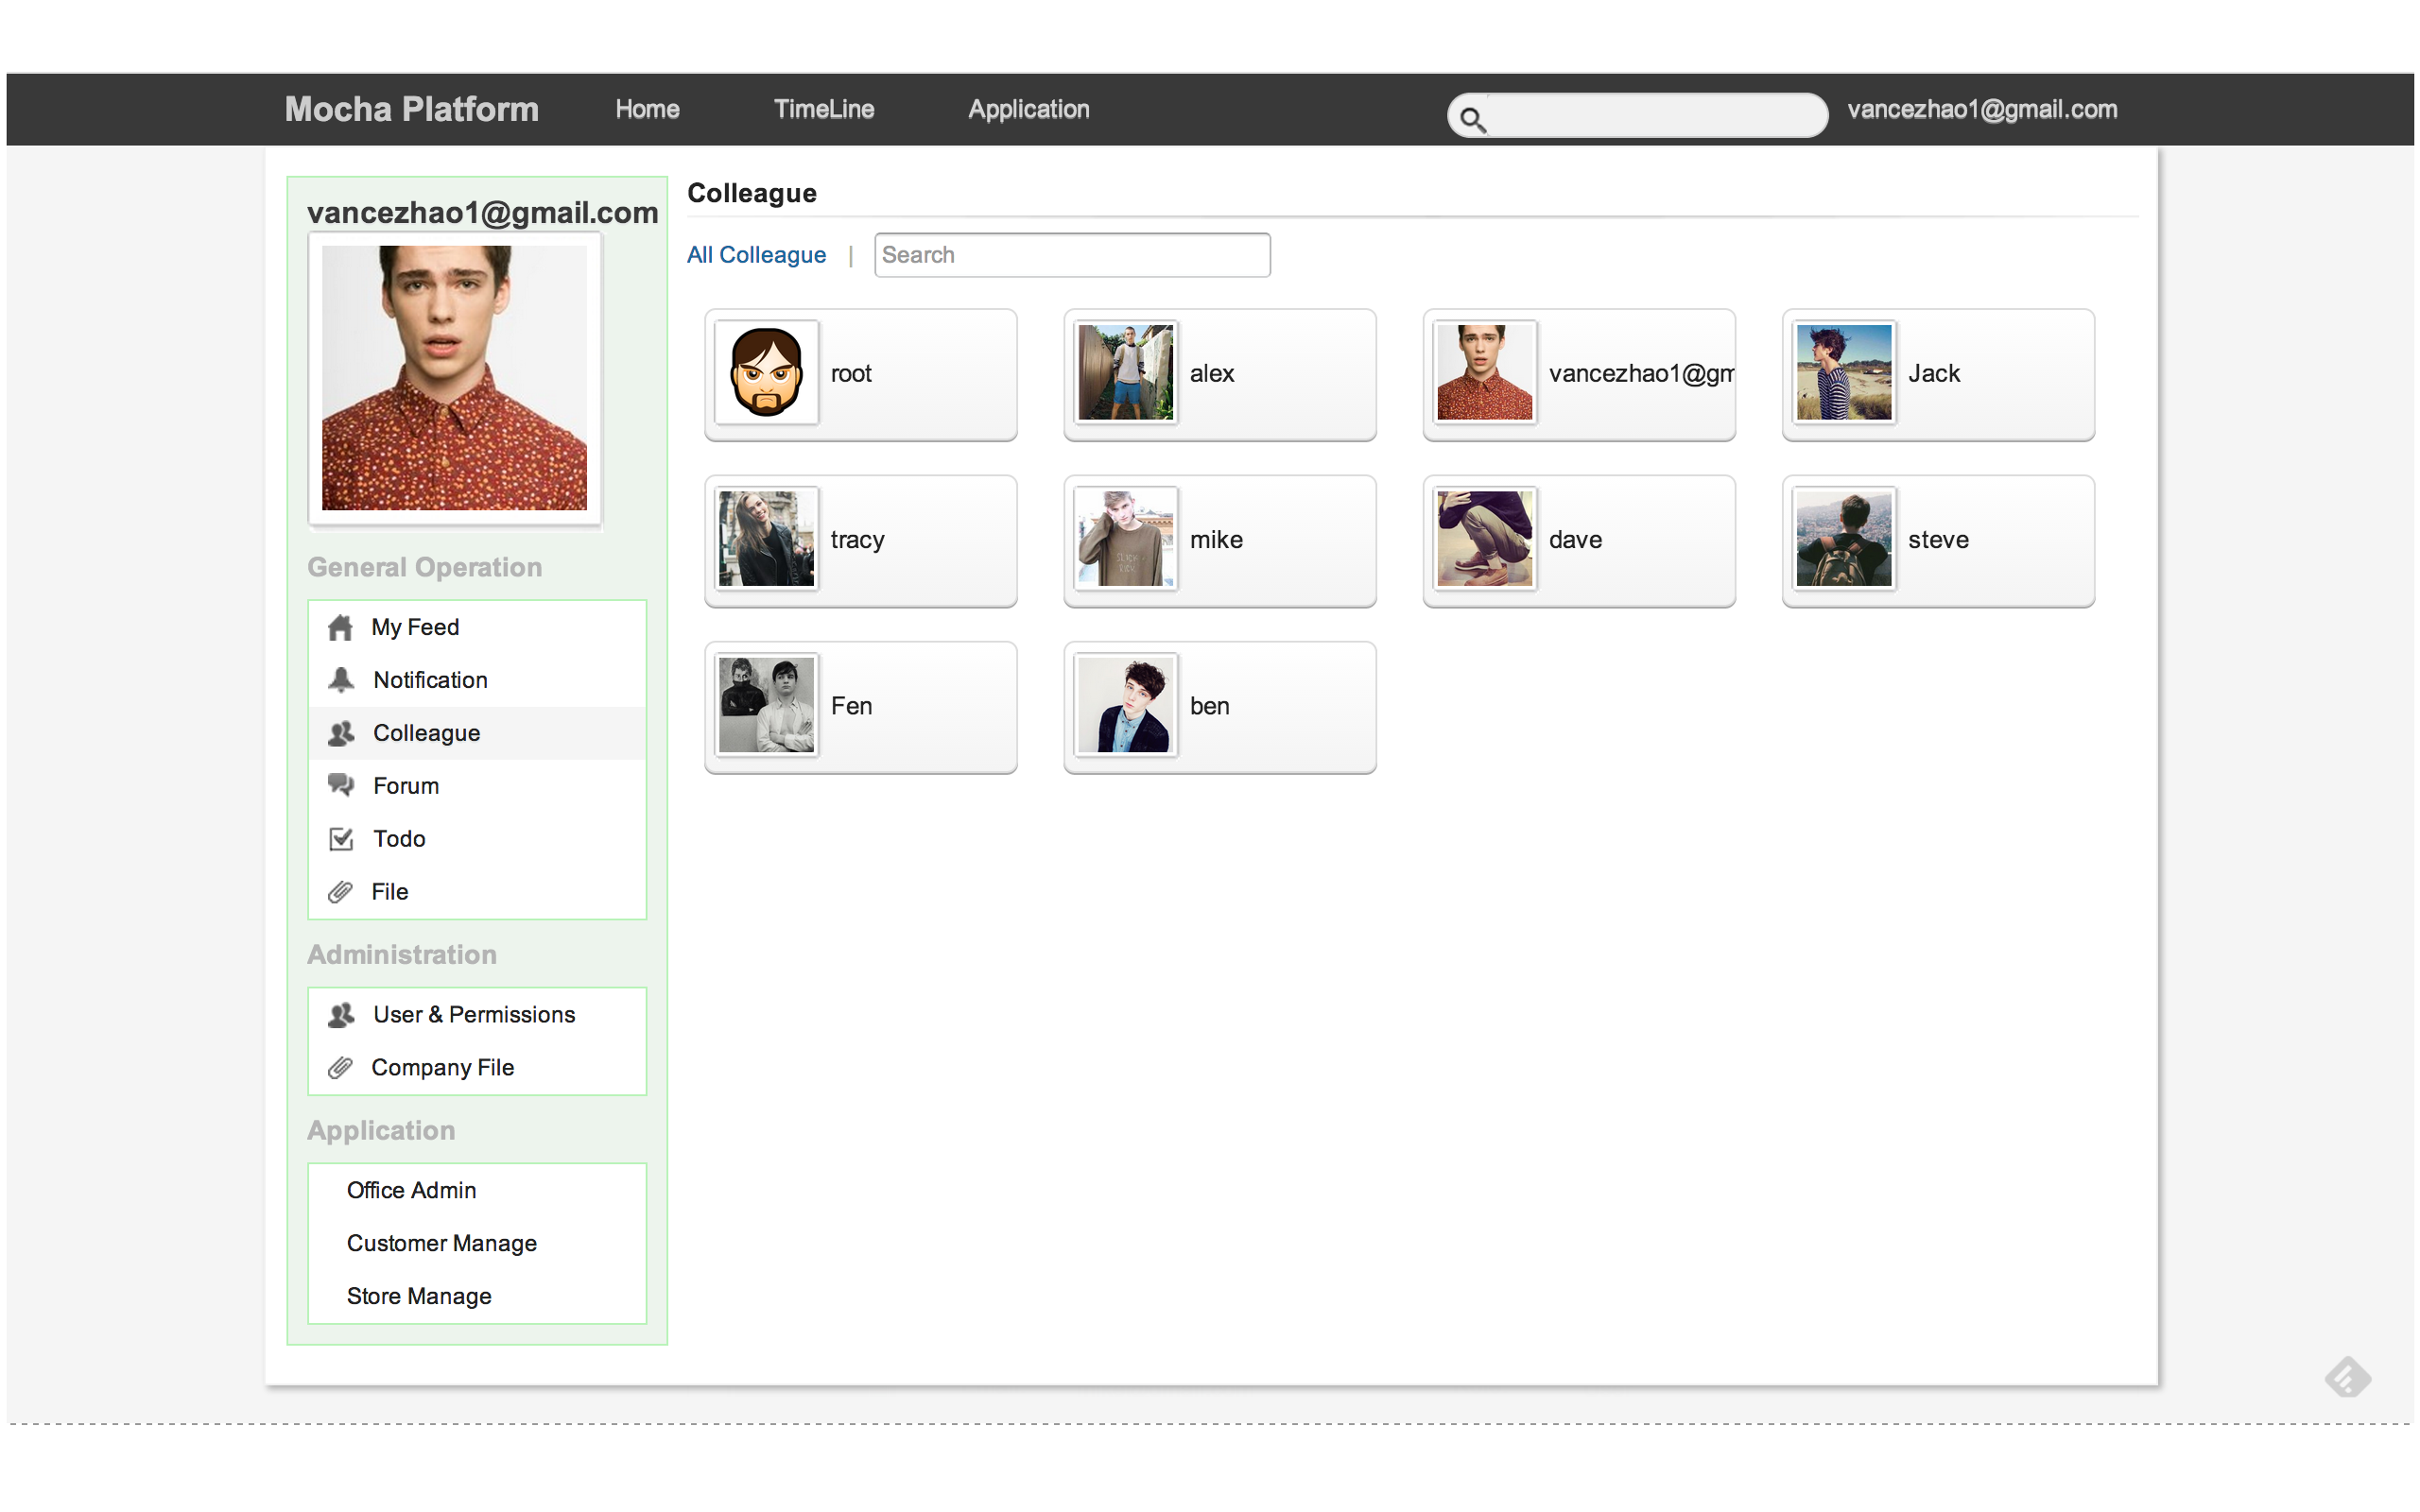 Mocha Platform Home TimeLine Application vancezhao1@gmail.com
vancezhao1@gmail.com
General Operation
My Feed
Notification
Colleague
Forum
Todo
File
Administration
User & Permissions
Company File
Application
Office Admin
Customer Manage
Store Manage
Colleague
All Colleague | Search
root alex vancezhao1@gm Jack
tracy mike dave steve
Fen ben